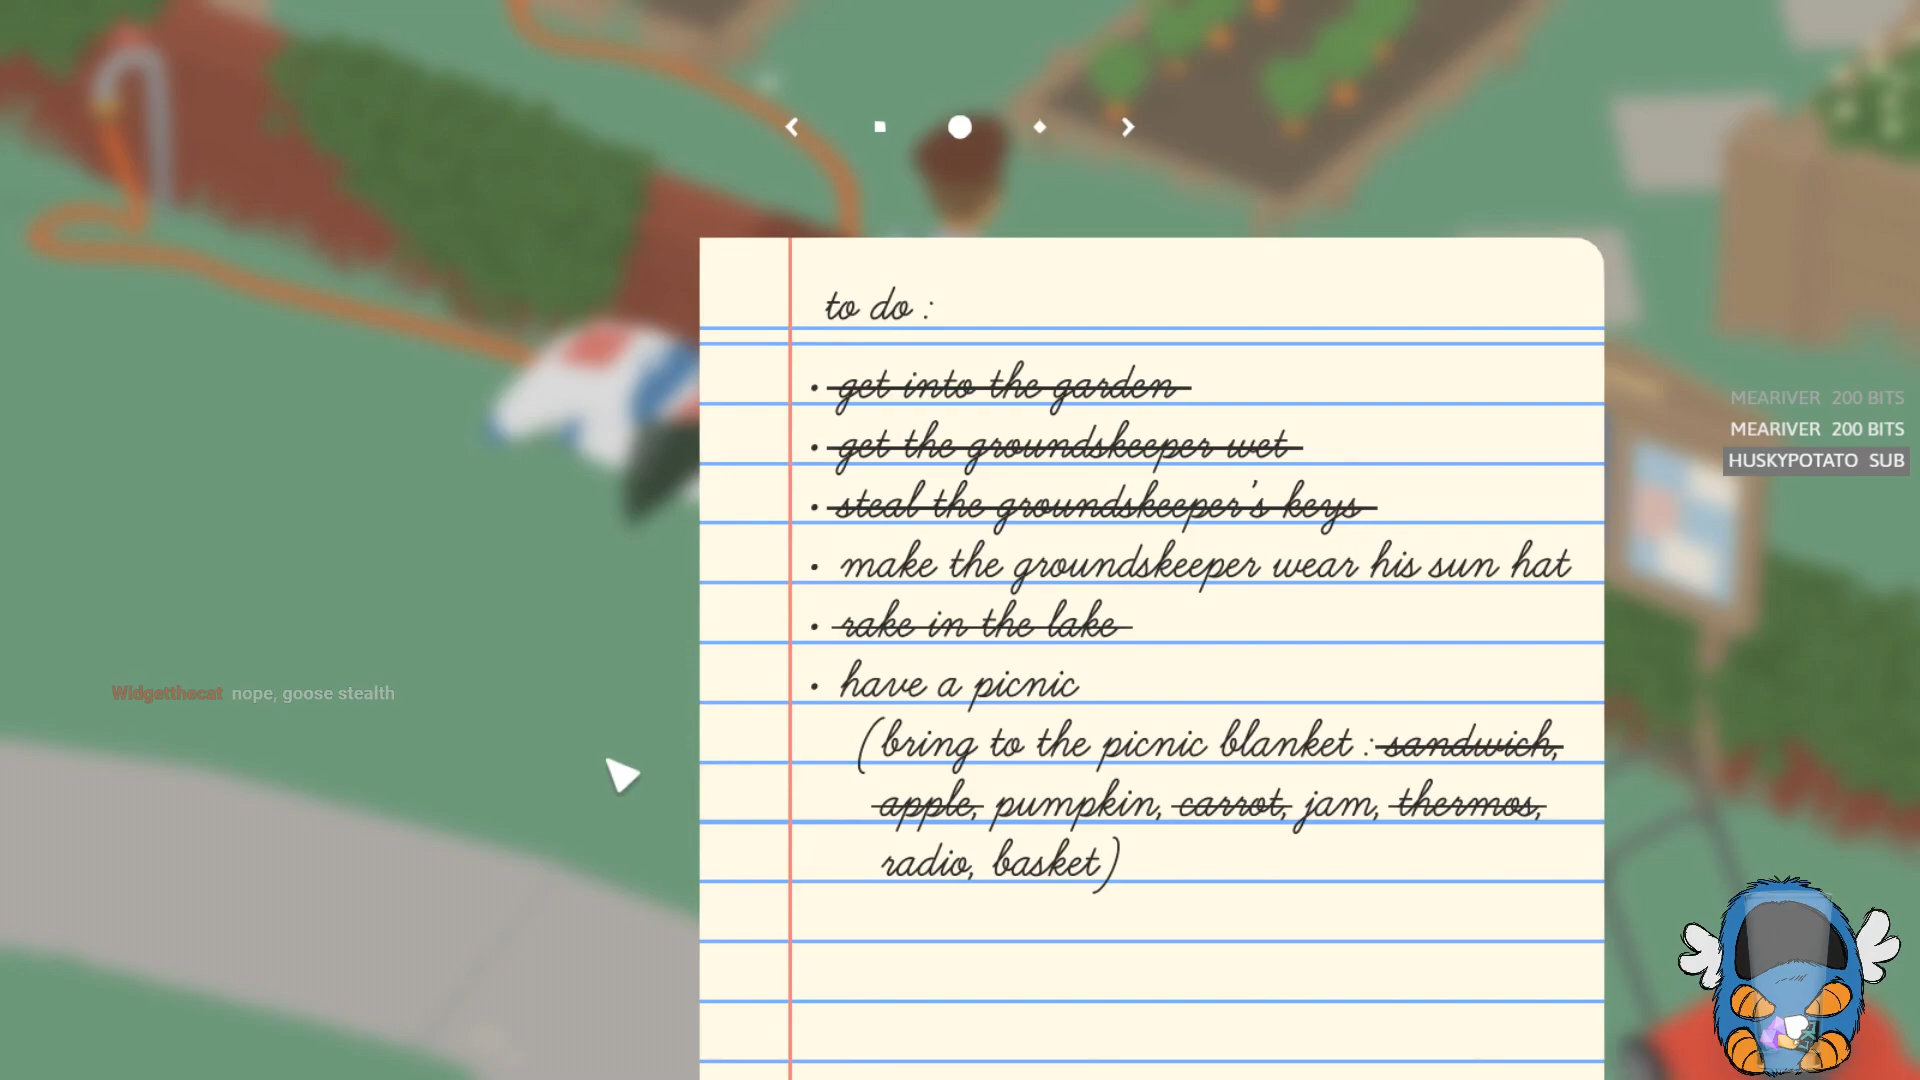 to do :
• get into the garden
• get the groundskeeper wet
• steal the groundskeeper's keys
• make the groundskeeper wear his sun hat
• rake in the lake
• have a picnic
(bring to the picnic blanket : sandwich,
apple, pumpkin, carrot, jam, thermos,
radio, basket)
MEARIVER 200 BITS
MEARIVER 200 BITS
HUSKYPOTATO SUB
Widgetthecat nope, goose stealth